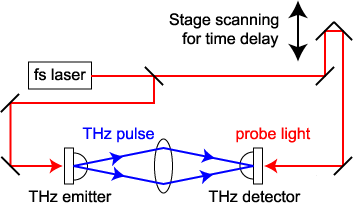 Stage scanning
for time delay
fs laser
THz pulse
probe light
THz emitter
THz detector